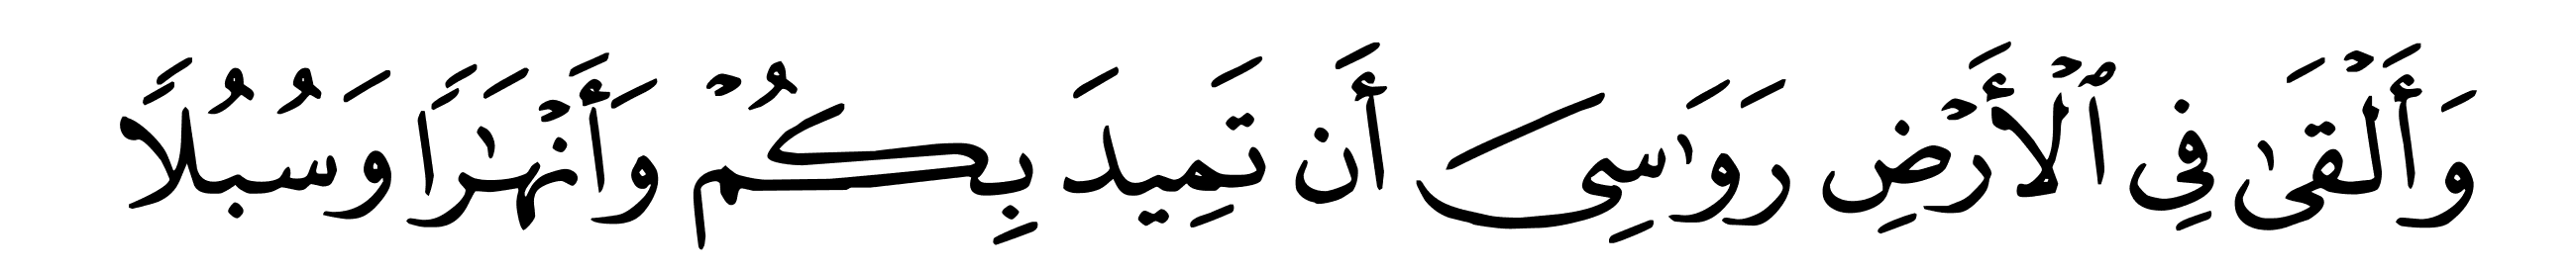 وَأَلْقَىٰ فِى ٱلْأَرْضِ رَوَٰسِىَ أَن تَمِيدَ بِكُمْ وَأَنْهَٰرًا وَسُبُلًا